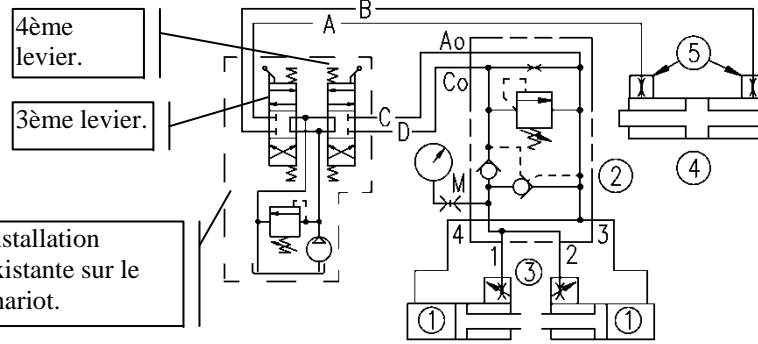 4ème
levier.
3ème levier.
nstallation
xistante sur le
hariot.
A
B
C
D
Ao
Co
M
4
1
2
3
1
1
2
3
4
5